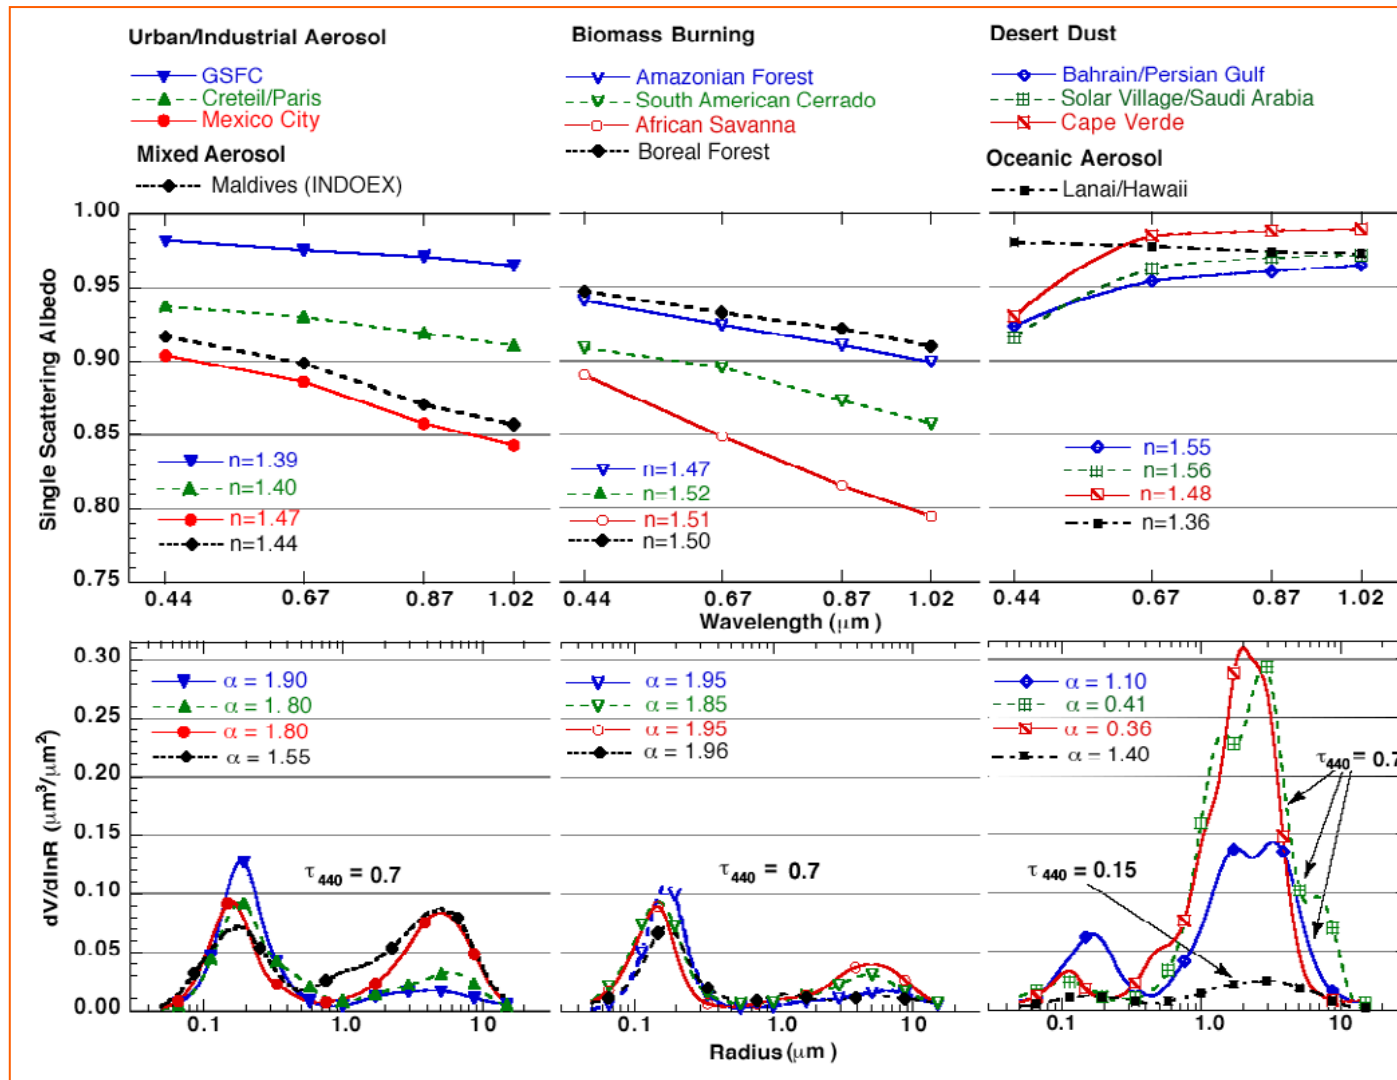 Urban/Industrial Aerosol
GSFC
Creteil/Paris
Mexico City
Mixed Aerosol
Maldives (INDOEX)
Biomass Burning
Amazonian Forest
South American Cerrado
African Savanna
Boreal Forest
Desert Dust
Bahrain/Persian Gulf
Solar Village/Saudi Arabia
Cape Verde
Oceanic Aerosol
Lanai/Hawaii
Single Scattering Albedo
1.00
0.95
0.90
0.85
0.80
0.75
n=1.39
n=1.40
n=1.47
n=1.44
0.44 0.67 0.87 1.02
n=1.47
n=1.52
n=1.51
n=1.50
0.44 0.67 0.87 1.02
n=1.55
n=1.56
n=1.48
n=1.36
0.44 0.67 0.87 1.02
Wavelength (μm )
dV/dlnR (μm³/μm²)
0.30
0.25
0.20
0.15
0.10
0.05
0.00
α = 1.90
α = 1.80
α = 1.80
α = 1.55
τ440 = 0.7
0.1 1.0 10
α = 1.95
α = 1.85
α = 1.95
α = 1.96
τ440 = 0.7
0.1 1.0 10
α = 1.10
α = 0.41
α = 0.36
α = 1.40
τ440 = 0.7
τ440 = 0.15
0.1 1.0 10
Radius (μm )